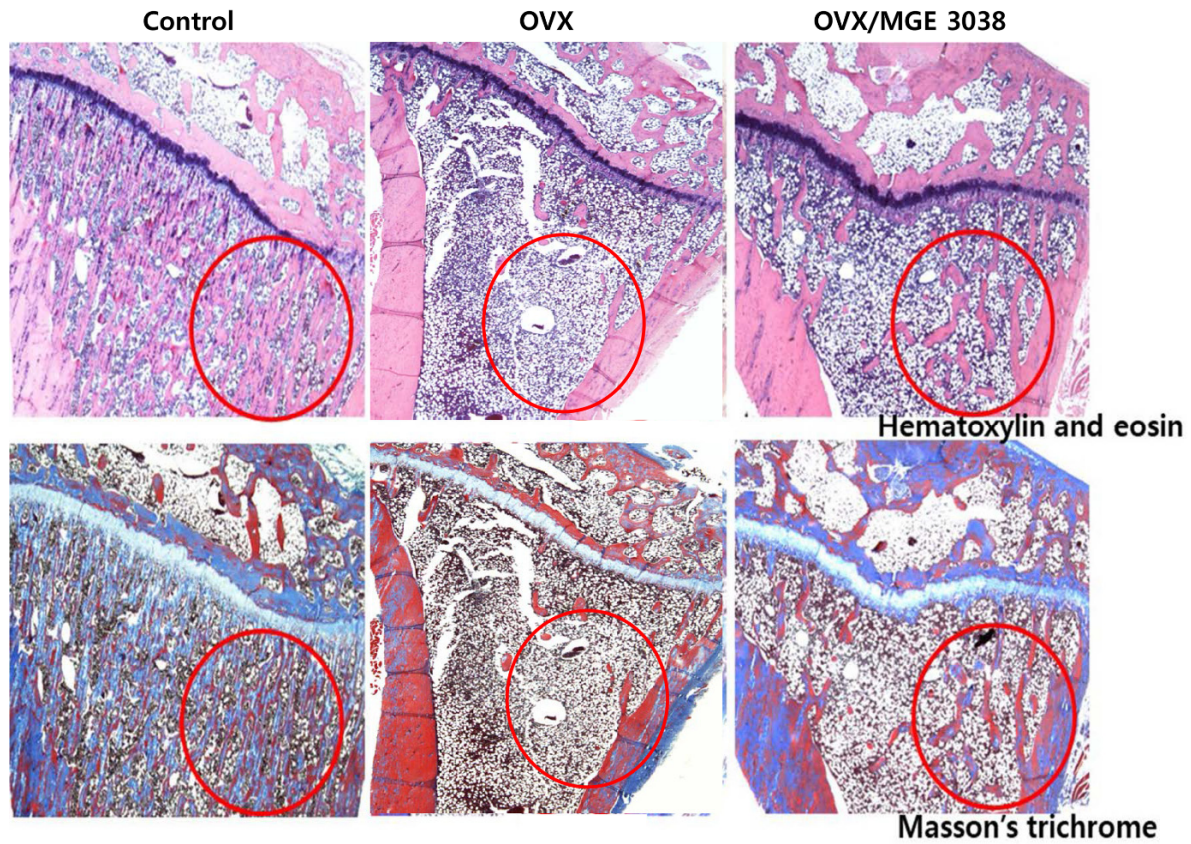 Control OVX OVX/MGE 3038
Hematoxylin and eosin
Masson's trichrome